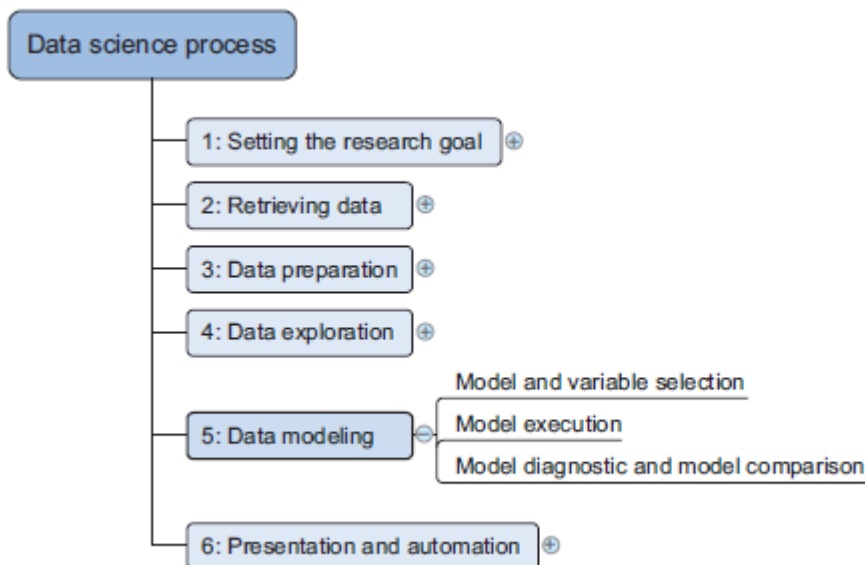 Data science process
1: Setting the research goal
2: Retrieving data
3: Data preparation
4: Data exploration
5: Data modeling
Model and variable selection
Model execution
Model diagnostic and model comparison
6: Presentation and automation